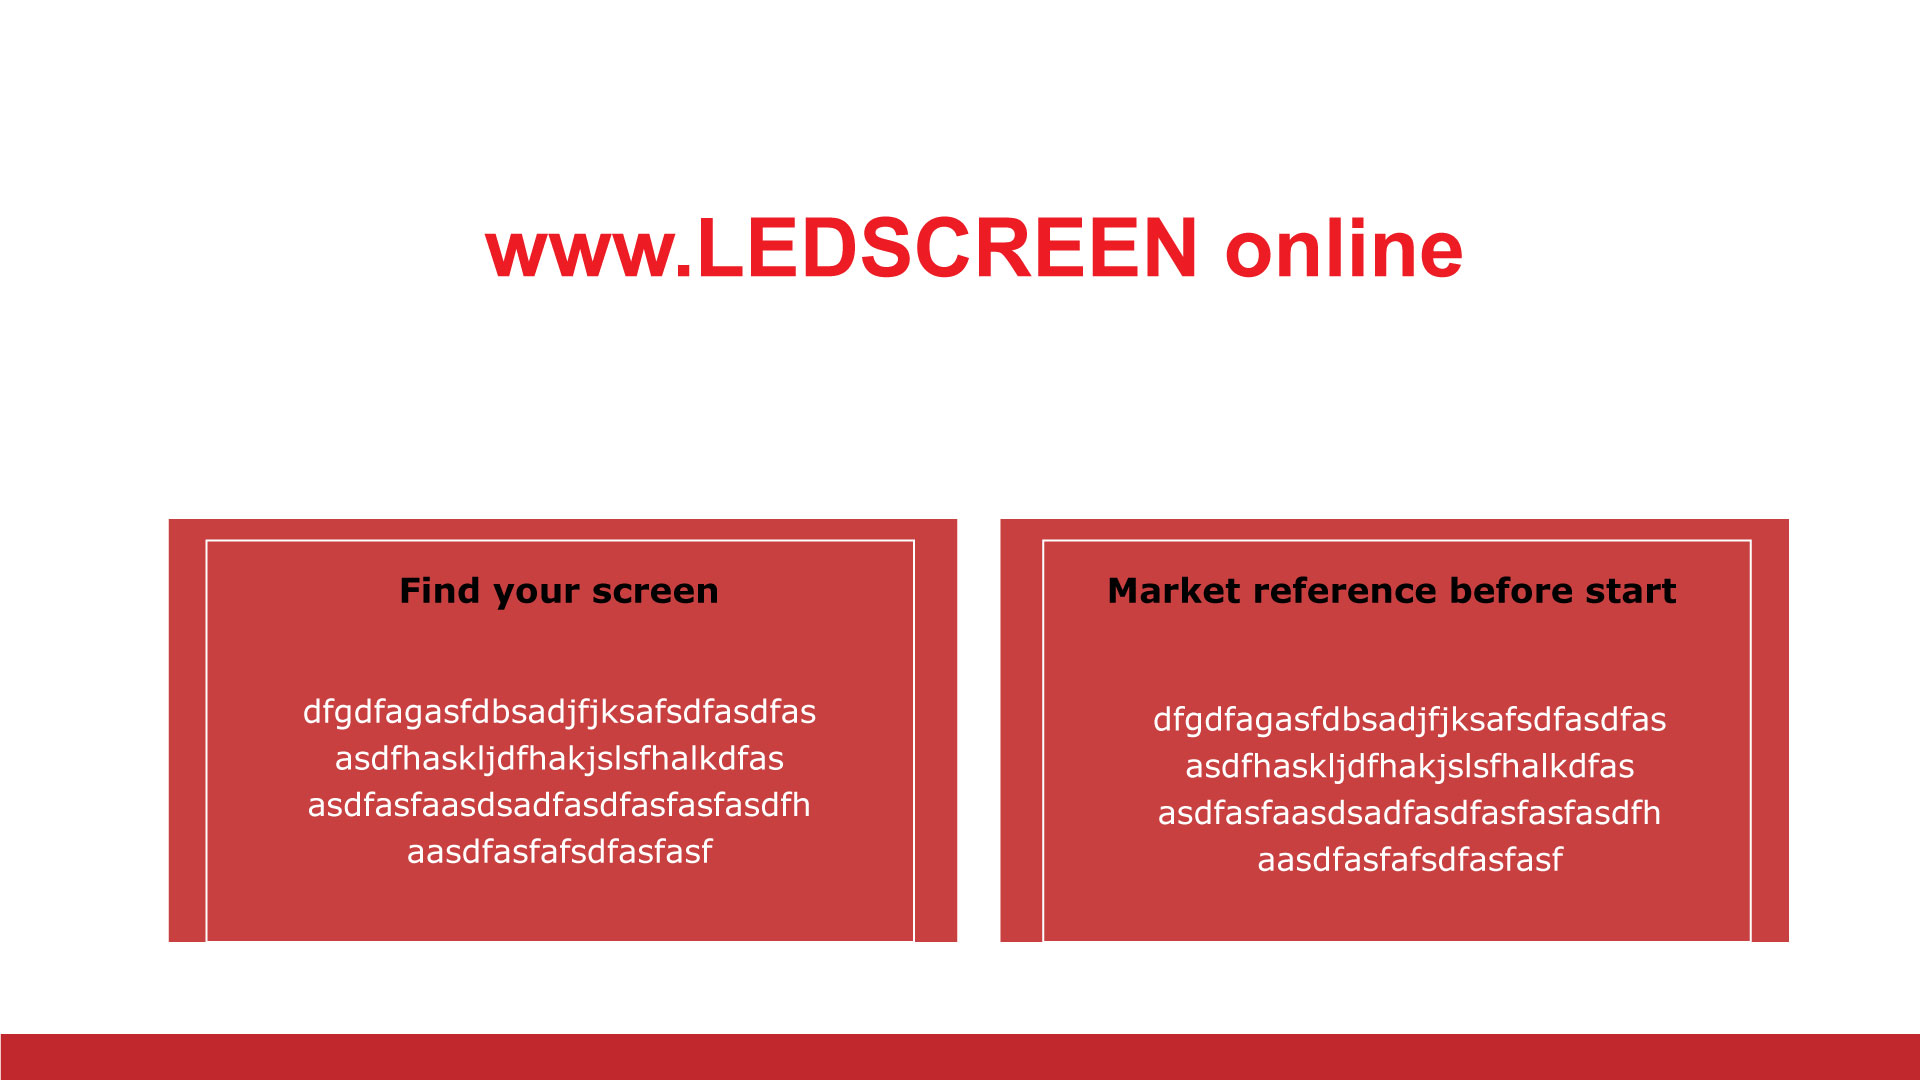 www.LEDSCREEN online
Find your screen
dfgdfagasfdbsadjfjksafsdfasdfas
asdfhaskljdfhakjslsfhalkdfas
asdfasfaasdsadfasdfasfasfasdfh
aasdfasfafsdfasfasf
Market reference before start
dfgdfagasfdbsadjfjksafsdfasdfas
asdfhaskljdfhakjslsfhalkdfas
asdfasfaasdsadfasdfasfasfasdfh
aasdfasfafsdfasfasf